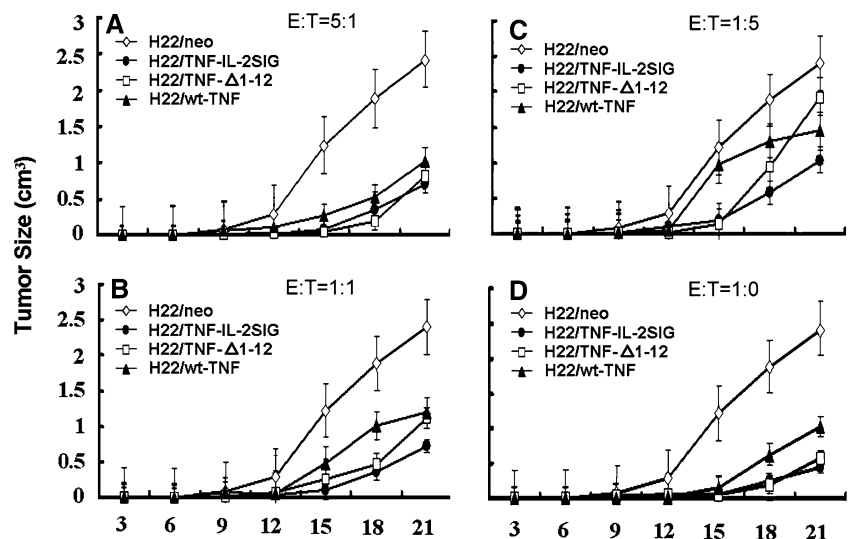 A E:T=5:1
H22/neo
H22/TNF-IL-2SIG
H22/TNF-Δ1-12
H22/wt-TNF
3
2.5
2
1.5
1
0.5
0
C E:T=1:5
H22/neo
H22/TNF-IL-2SIG
H22/TNF-Δ1-12
H22/wt-TNF
Tumor Size (cm³)
B E:T=1:1
H22/neo
H22/TNF-IL-2SIG
H22/TNF-Δ1-12
H22/wt-TNF
3
2.5
2
1.5
1
0.5
0
3 6 9 12 15 18 21
D E:T=1:0
H22/neo
H22/TNF-IL-2SIG
H22/TNF-Δ1-12
H22/wt-TNF
3 6 9 12 15 18 21